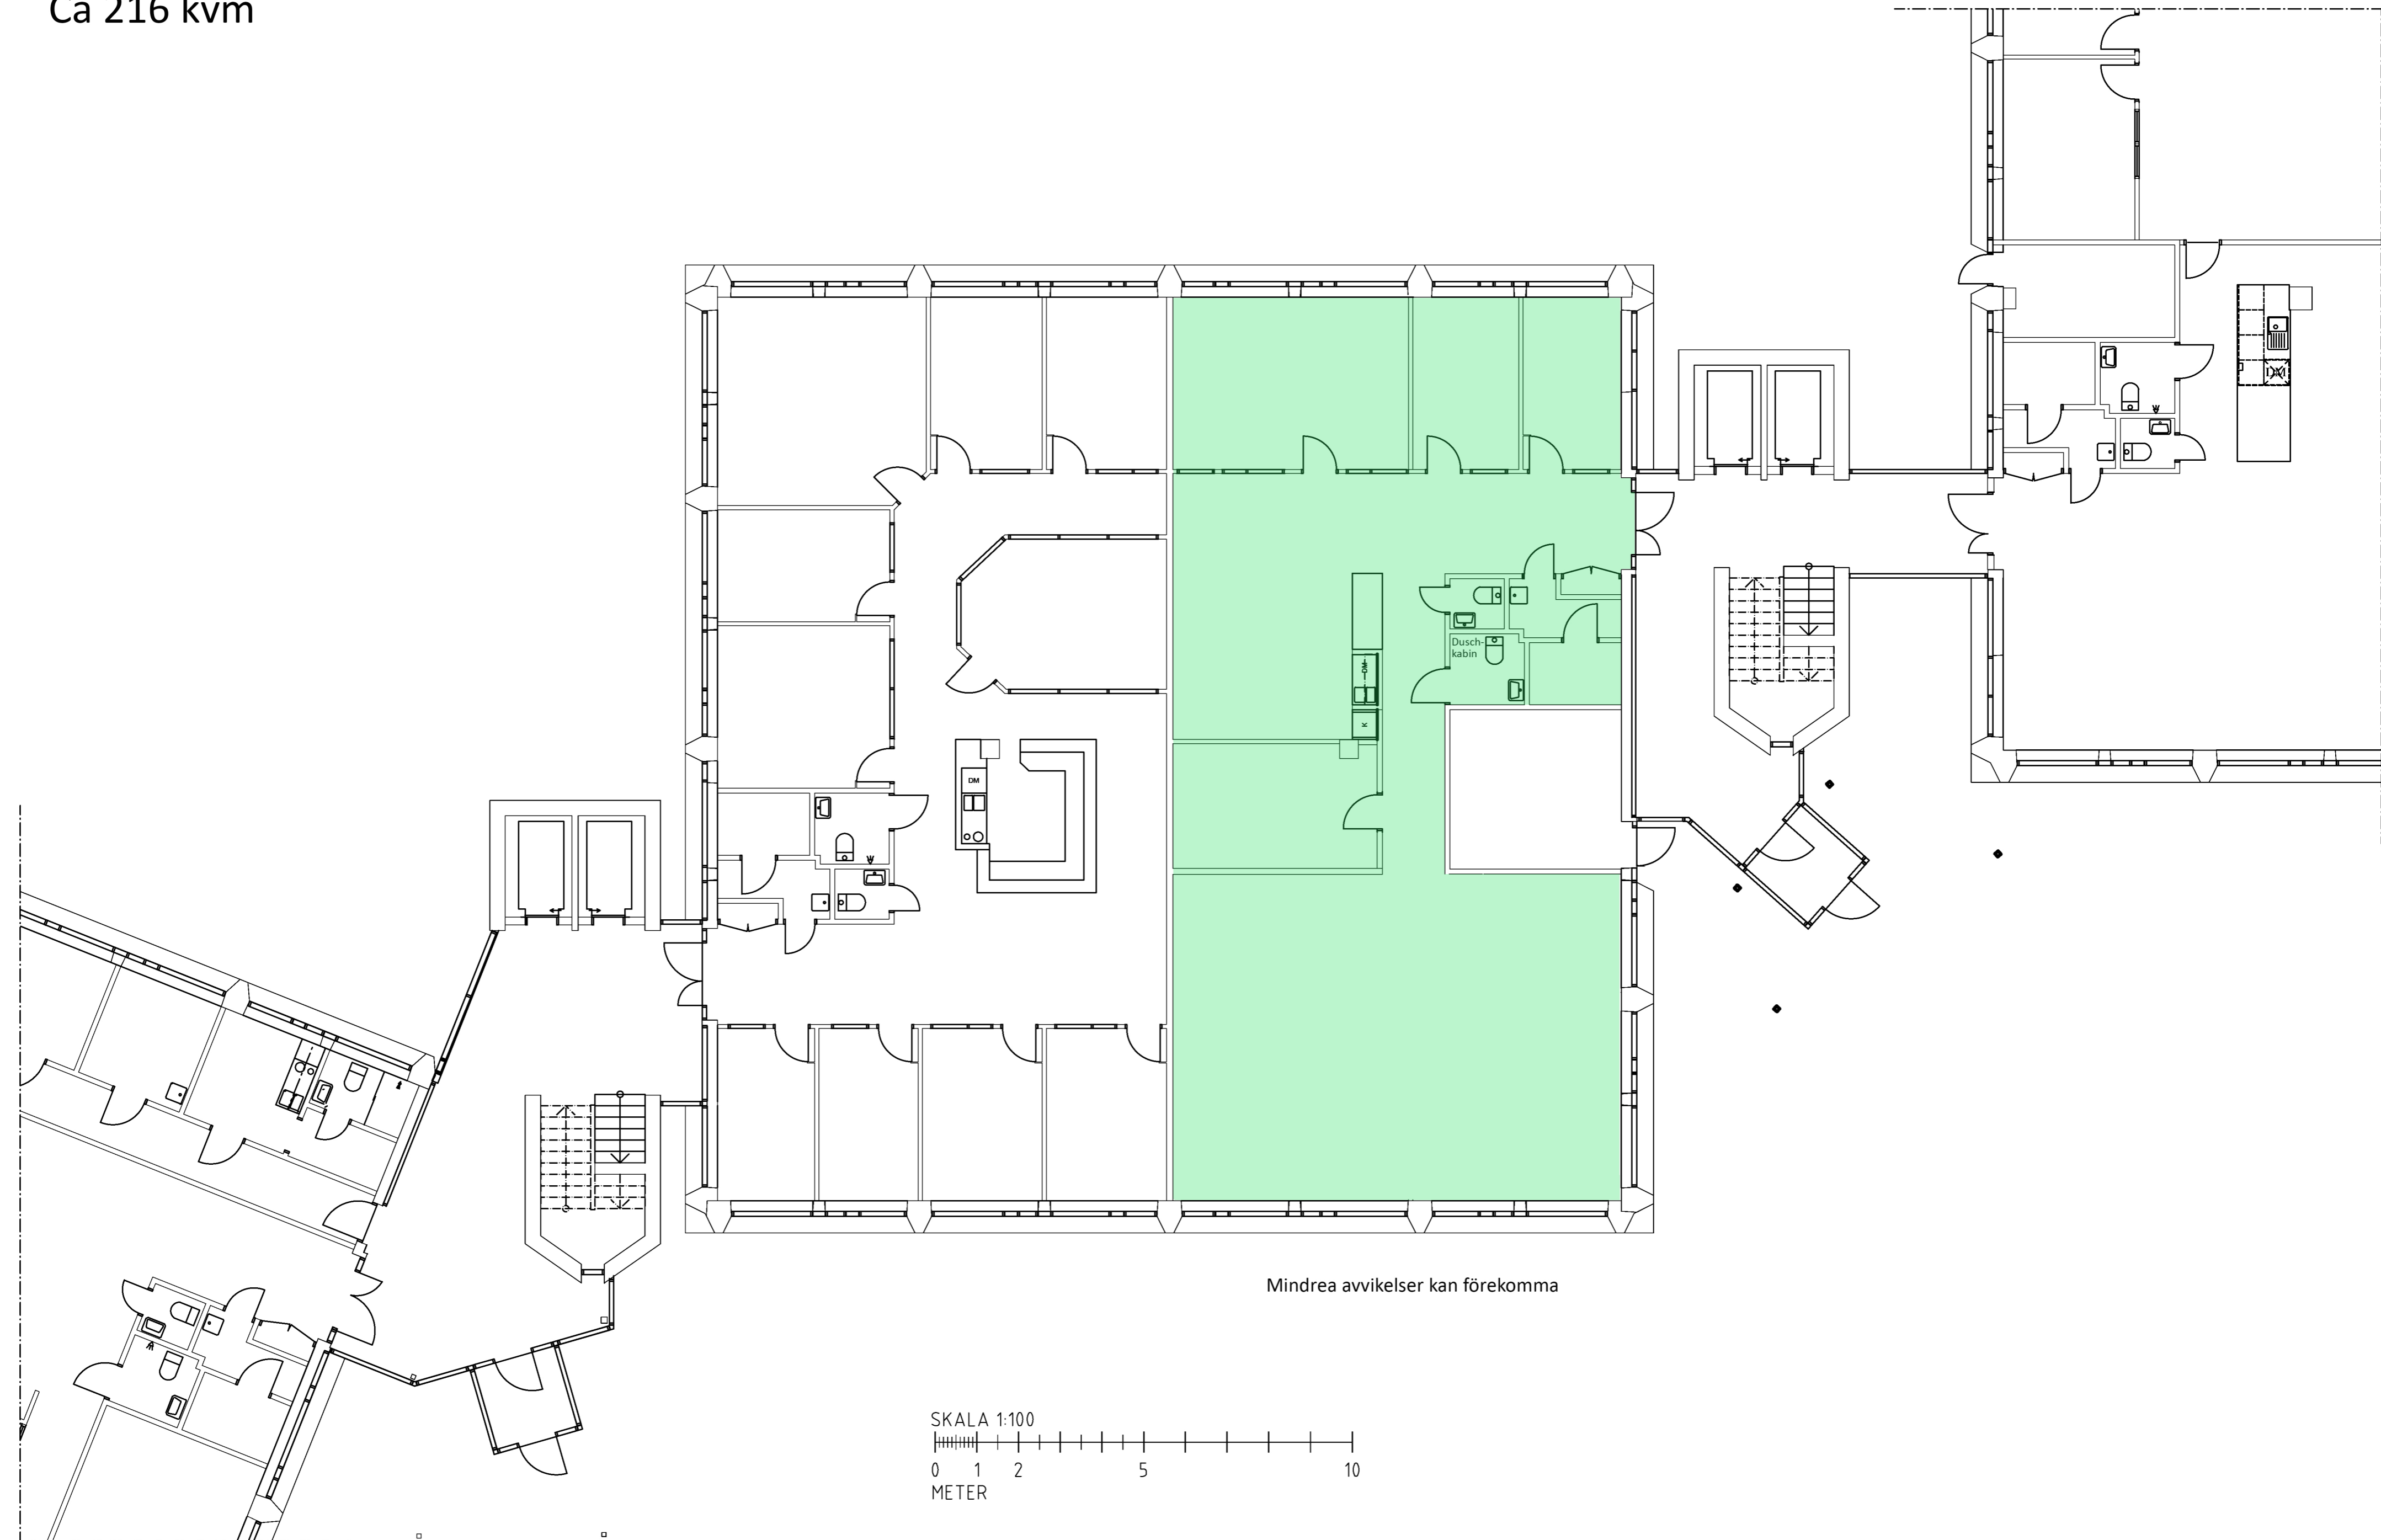 Ca 216 kvm
DM
Dusch-
kabin
DM
K
DM
Mindrea avvikelser kan förekomma
SKALA 1:100
0 1 2 5 10
METER